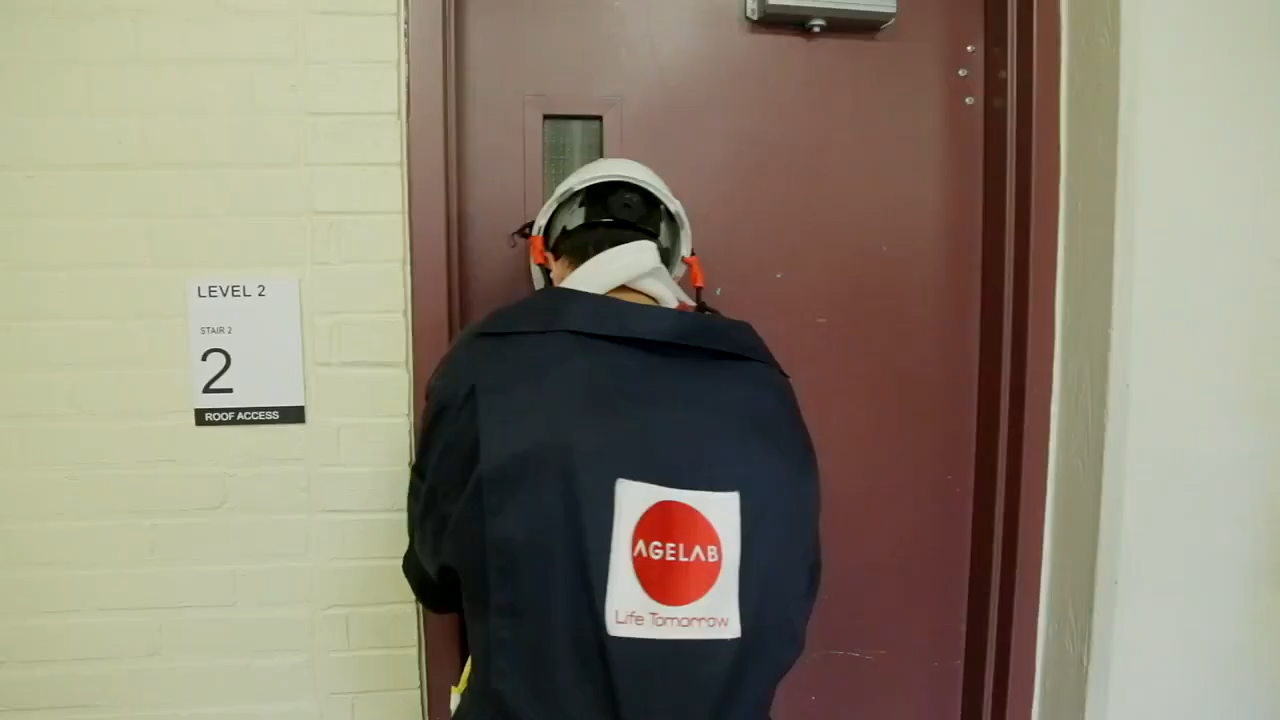 LEVEL 2
STAIR 2
2
ROOF ACCESS
AGELAB
Life Tomorrow